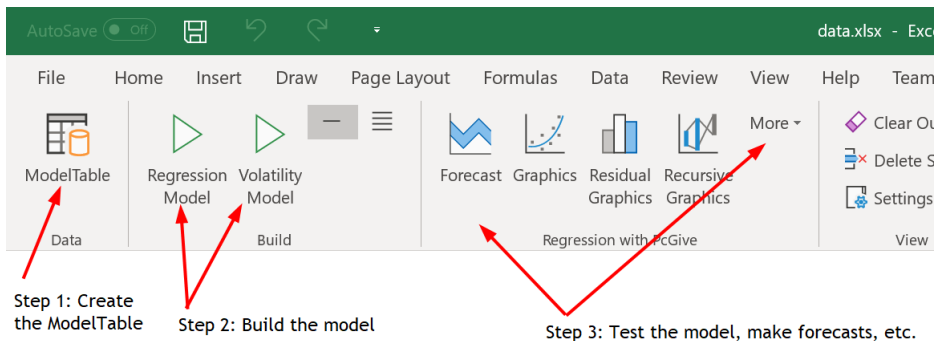 AutoSave Off data.xlsx - Exc
File Home Insert Draw Page Layout Formulas Data Review View Help Team
ModelTable
Regression Model
Volatility Model
Forecast
Graphics
Residual Graphics
Recursive Graphics
More
Clear Ou
Delete S
Settings
Data Build Regression with PcGive View
Step 1: Create
the ModelTable
Step 2: Build the model
Step 3: Test the model, make forecasts, etc.